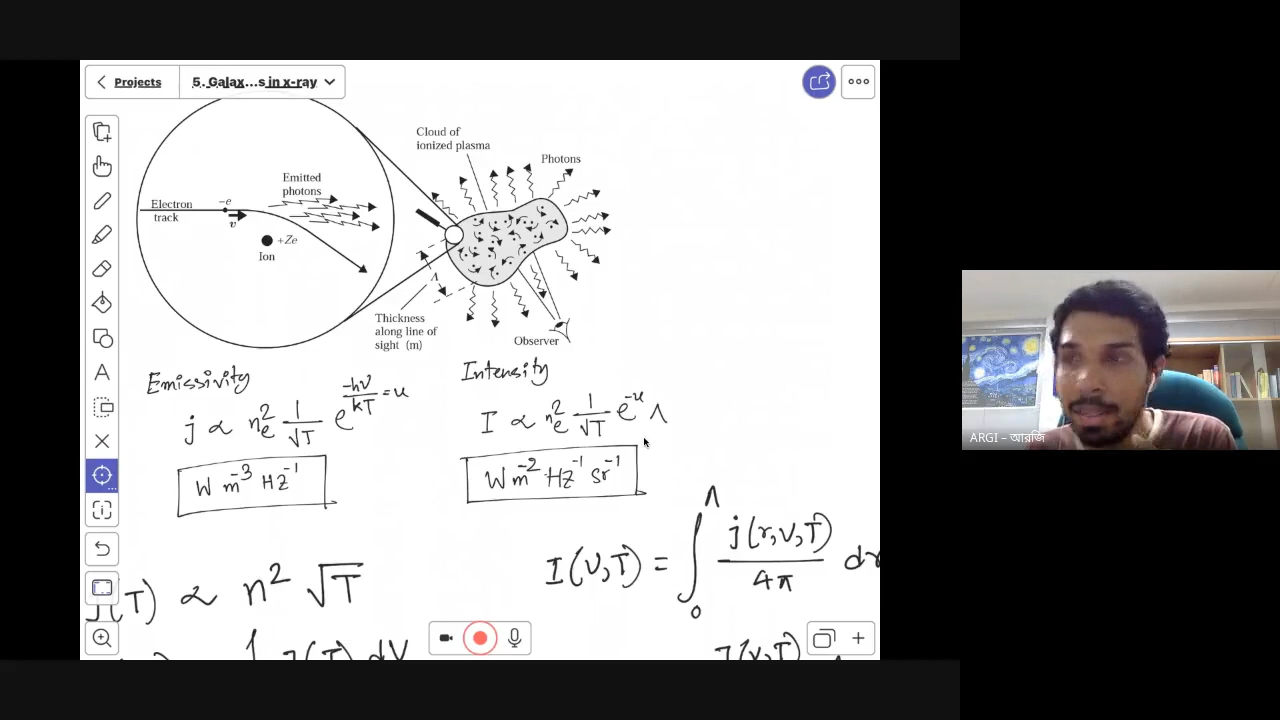 Projects
5. Galax...s in x-ray
Cloud of
ionized plasma
Photons
Emitted
photons
Electron
track
−e
v
+Ze
Ion
Λ
Thickness
along line of
sight (m)
Observer
Emissivity
j ∝ n_e^2 1/√T e^{-hν/kT = u}
W m^-3 Hz^-1
Intensity
I ∝ n_e^2 1/√T e^-u Λ
W m^-2 Hz^-1 sr^-1
I(ν,T) = ∫_0^Λ j(r,ν,T)/4π dr
(T) ∝ n^2 √T
J(T) dV
J(ν,T)
A
ARGI – আরজি